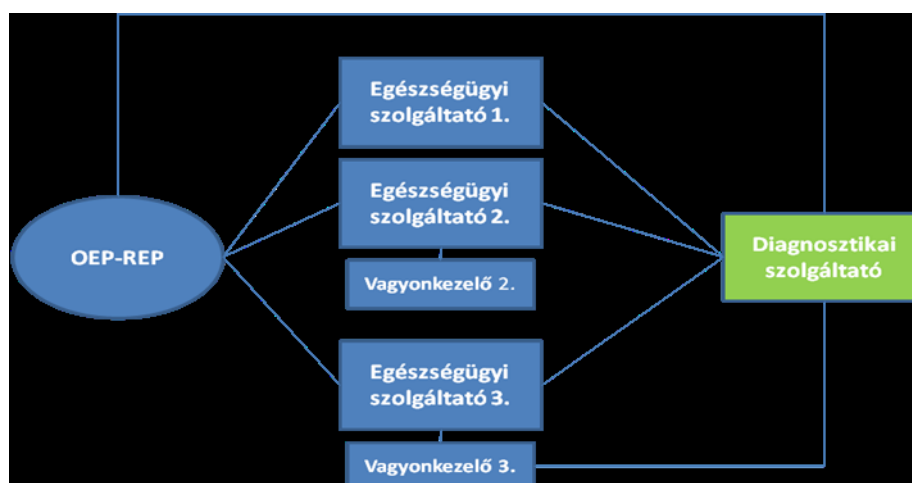 Egészségügyi
szolgáltató 1.
Egészségügyi
szolgáltató 2.
OEP-REP
Diagnosztikai
szolgáltató
Vagyonkezelő 2.
Egészségügyi
szolgáltató 3.
Vagyonkezelő 3.